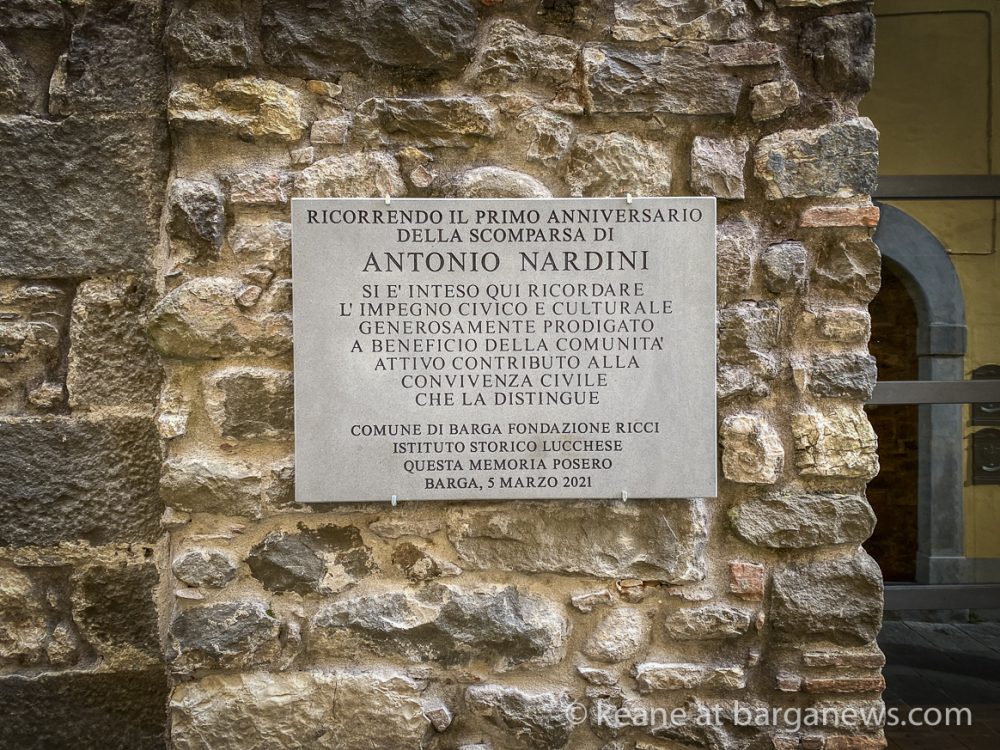 RICORRENDO IL PRIMO ANNIVERSARIO
DELLA SCOMPARSA DI
ANTONIO NARDINI
SI E' INTESO QUI RICORDARE
L' IMPEGNO CIVICO E CULTURALE
GENEROSAMENTE PRODIGATO
A BENEFICIO DELLA COMUNITA'
ATTIVO CONTRIBUTO ALLA
CONVIVENZA CIVILE
CHE LA DISTINGUE
COMUNE DI BARGA FONDAZIONE RICCI
ISTITUTO STORICO LUCCHESE
QUESTA MEMORIA POSERO
BARGA, 5 MARZO 2021
© keane at barganews.com